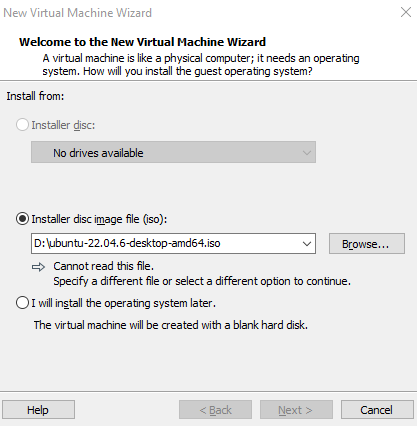 New Virtual Machine Wizard
Welcome to the New Virtual Machine Wizard
A virtual machine is like a physical computer; it needs an operating
system. How will you install the guest operating system?
Install from:
Installer disc:
No drives available
Installer disc image file (iso):
D:\ubuntu-22.04.6-desktop-amd64.iso
Browse...
Cannot read this file.
Specify a different file or select a different option to continue.
I will install the operating system later.
The virtual machine will be created with a blank hard disk.
Help
< Back
Next >
Cancel